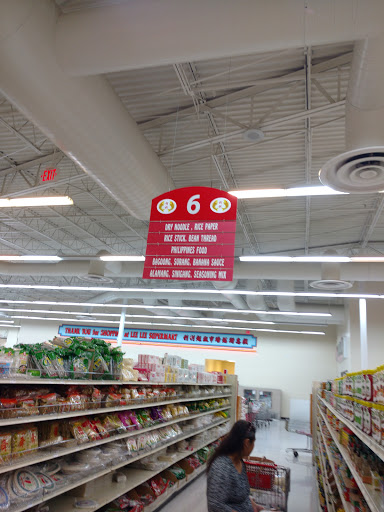 EXIT
6
DRY NOODLE, RICE PAPER
RICE STICK, BEAN THREAD
PHILIPPINES FOOD
BAGOONG, SUKANG, BANANA SAUCE
ALAMANG, SINIGANG, SEASONING MIX
THANK YOU for SHOPPING at LEE LEE SUPERMARKET